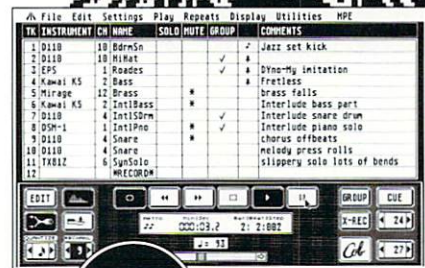 File Edit Settings Play Repeats Display Utilities MPE
TK INSTRUMENT CH NAME SOLO MUTE GROUP COMMENTS
1 D110 10 BdrmSn Jazz set kick
2 D110 10 HiHat √
3 EPS 1 Roades √ DYno-My imitation
4 Kawai K5 2 Bass Fretless
5 Mirage 12 Brass * brass falls
6 Kawai K5 2 IntlBass * Interlude bass part
7 D110 4 IntlSDrm √ Interlude snare drum
8 DSM-1 1 IntlPno * √ Interlude piano solo
9 D110 4 Snare * chorus offbeats
10 D110 4 Snare melody press rolls
11 TX81Z 6 SynSolo slippery solo lots of bends
12 *RECORD*
EDIT GROUP CUE
000:03.2 2: 2:002 X-REC 24
♩= 93 27